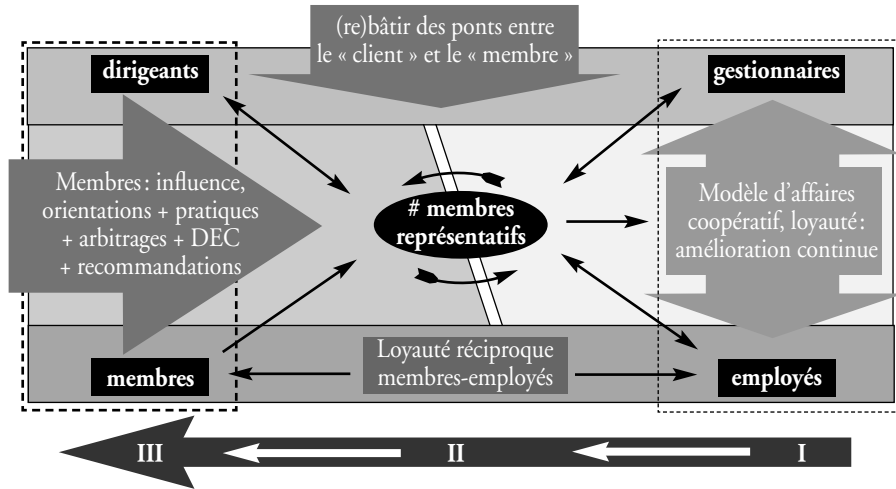 (re)bâtir des ponts entre
le « client » et le « membre »
dirigeants
gestionnaires
Membres : influence,
orientations + pratiques
+ arbitrages + DEC
+ recommandations
# membres
représentatifs
Modèle d’affaires
coopératif, loyauté :
amélioration continue
membres
Loyauté réciproque
membres-employés
employés
III
II
I